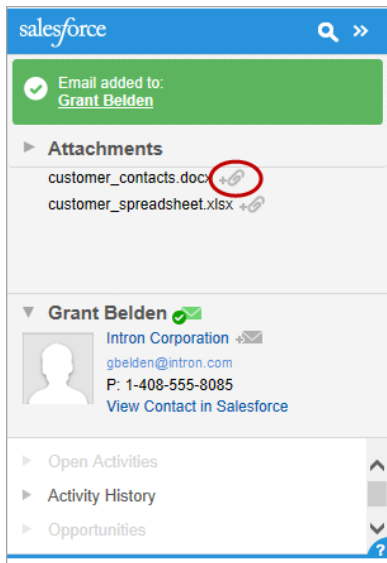 salesforce
Email added to:
Grant Belden
Attachments
customer_contacts.docx
customer_spreadsheet.xlsx
Grant Belden
Intron Corporation
gbelden@intron.com
P: 1-408-555-8085
View Contact in Salesforce
Open Activities
Activity History
Opportunities
?